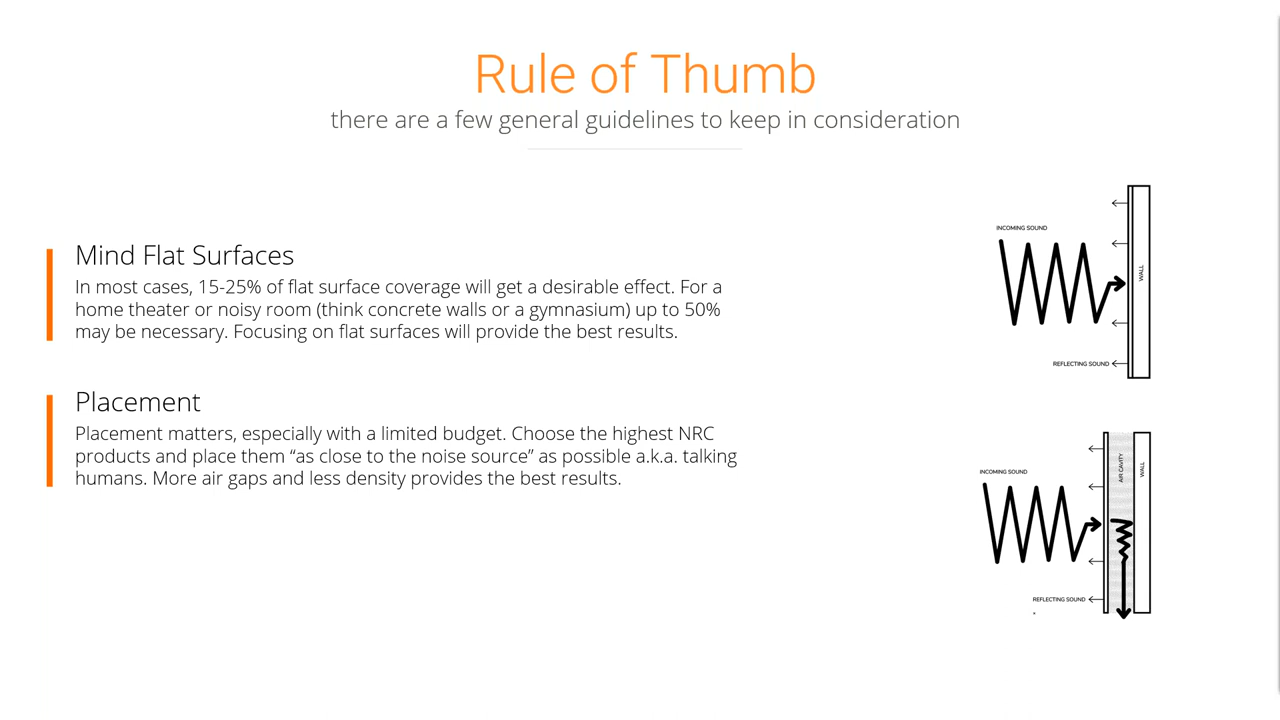 Rule of Thumb
there are a few general guidelines to keep in consideration
Mind Flat Surfaces
In most cases, 15-25% of flat surface coverage will get a desirable effect. For a
home theater or noisy room (think concrete walls or a gymnasium) up to 50%
may be necessary. Focusing on flat surfaces will provide the best results.
Placement
Placement matters, especially with a limited budget. Choose the highest NRC
products and place them “as close to the noise source” as possible a.k.a. talking
humans. More air gaps and less density provides the best results.
INCOMING SOUND
WALL
REFLECTING SOUND
INCOMING SOUND
AIR CAVITY
WALL
REFLECTING SOUND